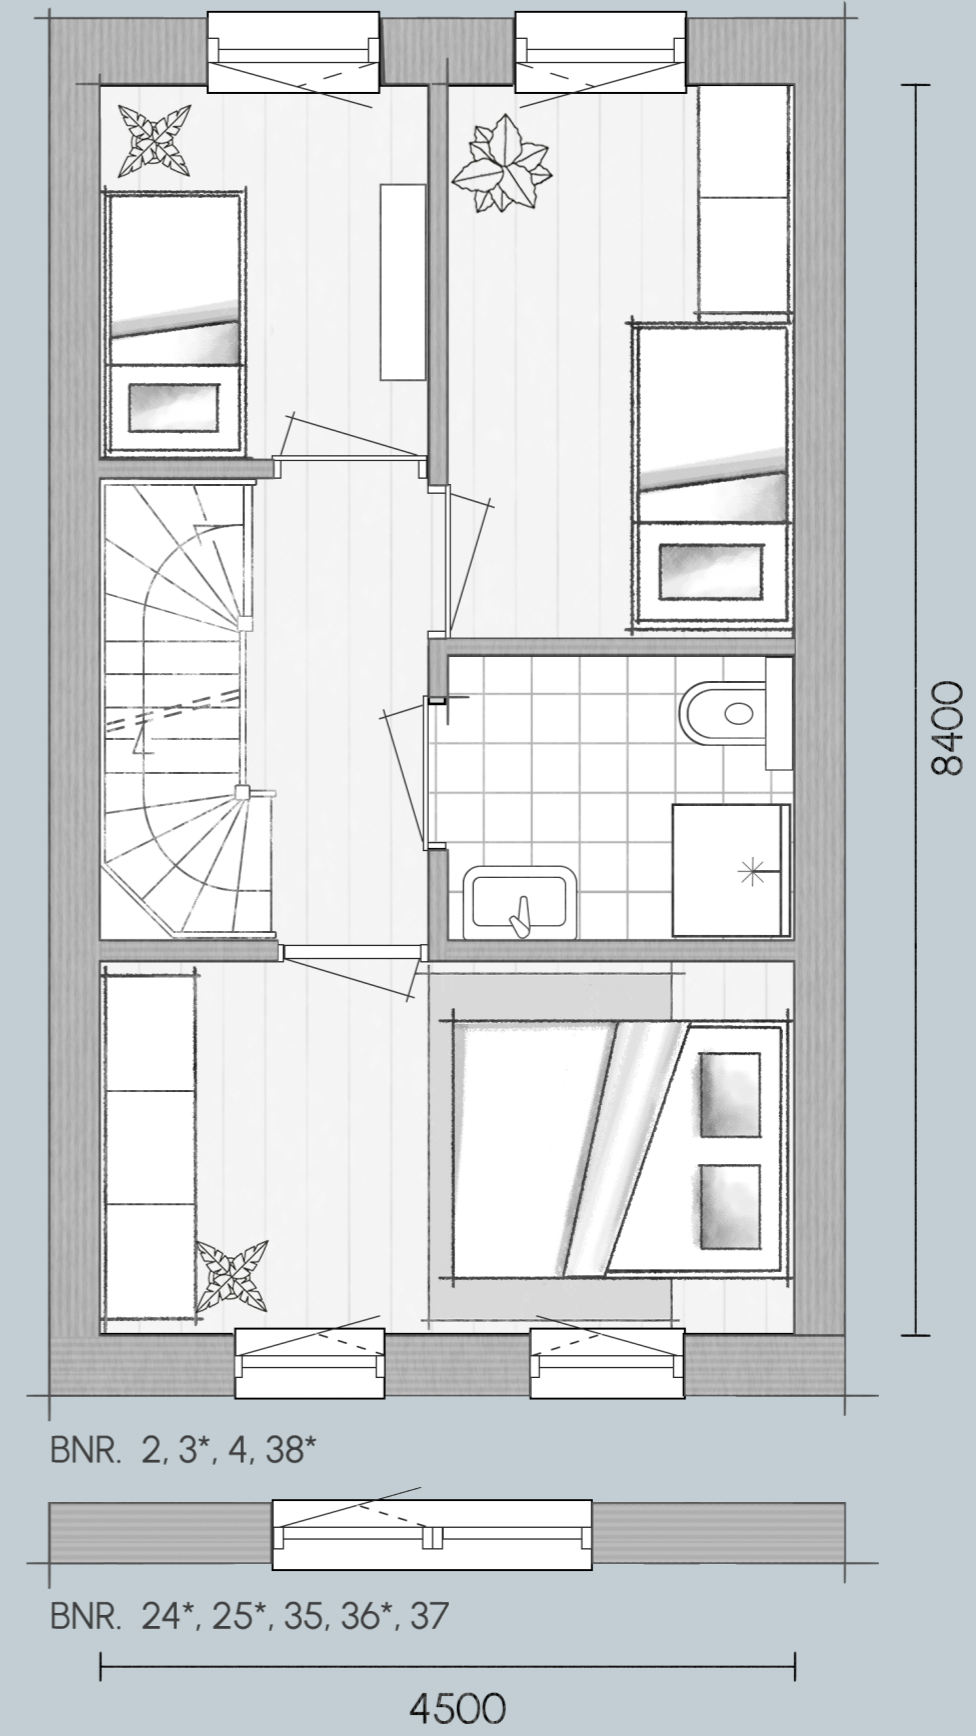 8400
BNR. 2, 3*, 4, 38*
BNR. 24*, 25*, 35, 36*, 37
4500